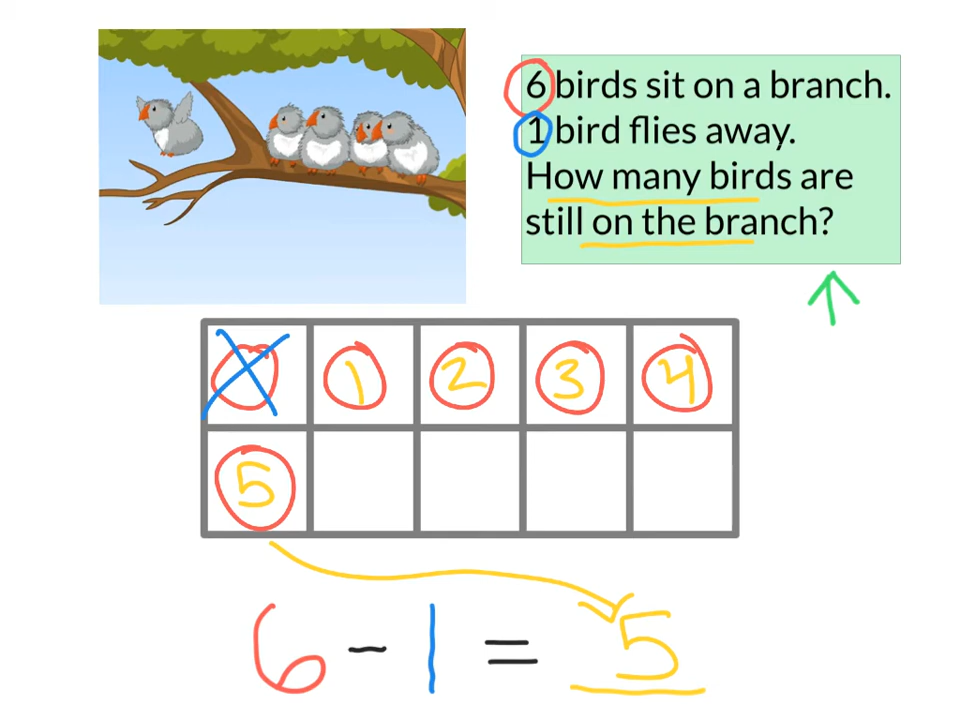 6 birds sit on a branch.
1 bird flies away.
How many birds are
still on the branch?
1 2 3 4
5
6 - 1 = 5